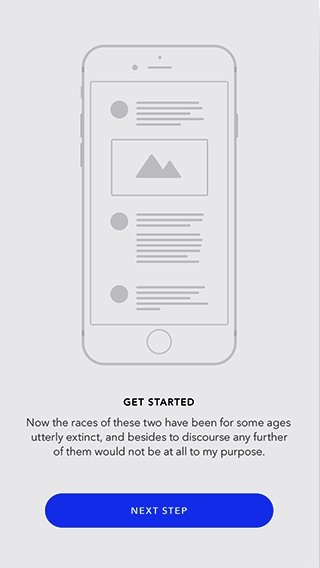 GET STARTED
Now the races of these two have been for some ages
utterly extinct, and besides to discourse any further
of them would not be at all to my purpose.
NEXT STEP